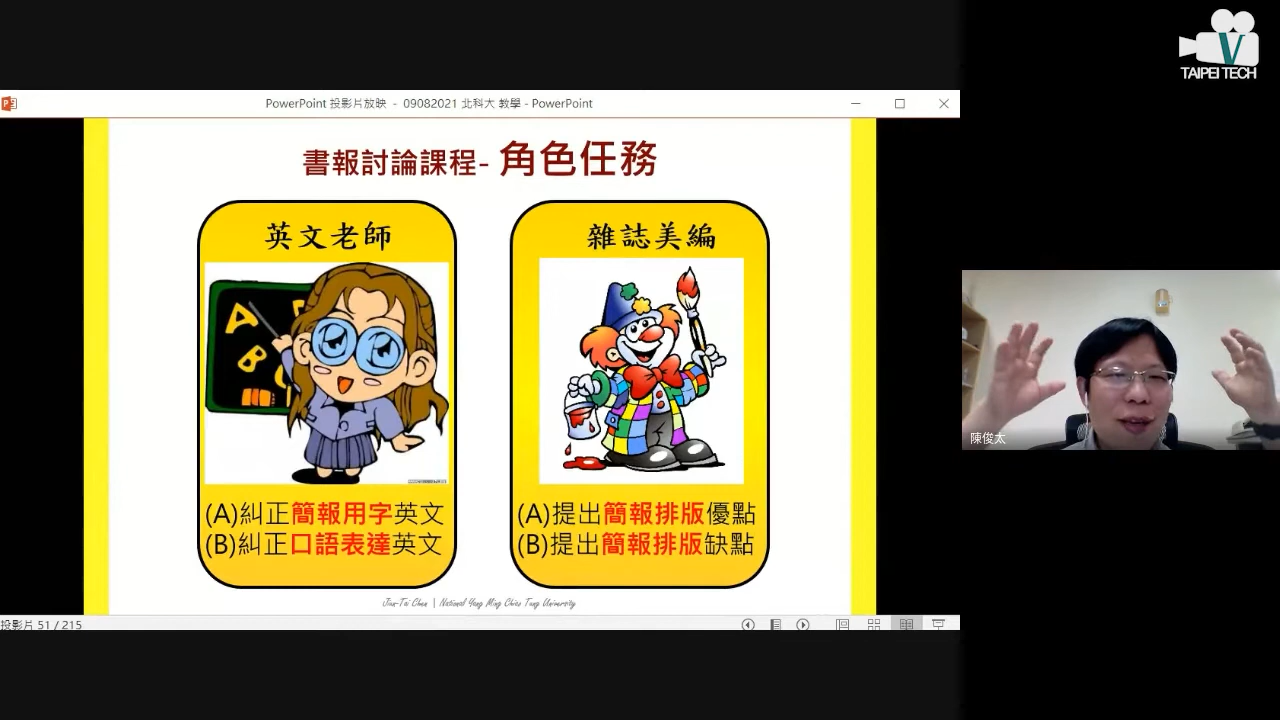 TAIPEI TECH
PowerPoint 投影片放映 - 09082021 北科大 教學 - PowerPoint
書報討論課程- 角色任務
英文老師
雜誌美編
A
B
(A)糾正簡報用字英文
(B)糾正口語表達英文
(A)提出簡報排版優點
(B)提出簡報排版缺點
Jiun-Tai Chen | National Yang Ming Chiao Tung University
投影片 51 / 215
陳俊太